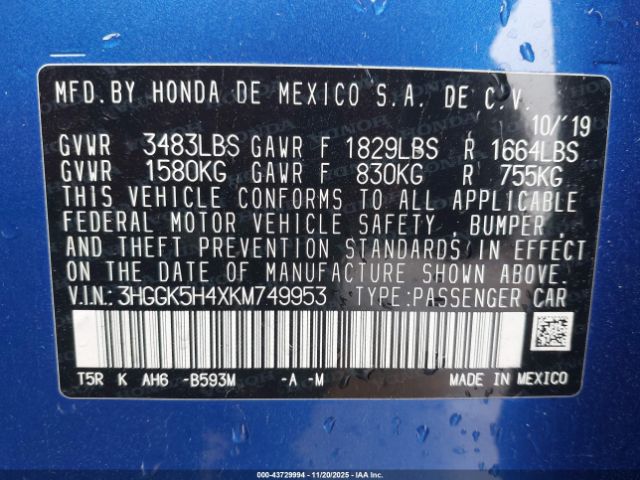 MFD.BY HONDA DE MEXICO S.A. DE C.V.
10/'19
GVWR 3483LBS GAWR F 1829LBS R 1664LBS
GVWR 1580KG GAWR F 830KG R 755KG
THIS VEHICLE CONFORMS TO ALL APPLICABLE
FEDERAL MOTOR VEHICLE SAFETY , BUMPER ,
AND THEFT PREVENTION STANDARDS IN EFFECT
ON THE DATE OF MANUFACTURE SHOWN ABOVE.
V.I.N.: 3HGGK5H4XKM749953 TYPE:PASSENGER CAR
T5R K AH6 -B593M -A -M MADE IN MEXICO
000-43729994 | 11/20/2025 - Copyright © IAA Holdings, LLC